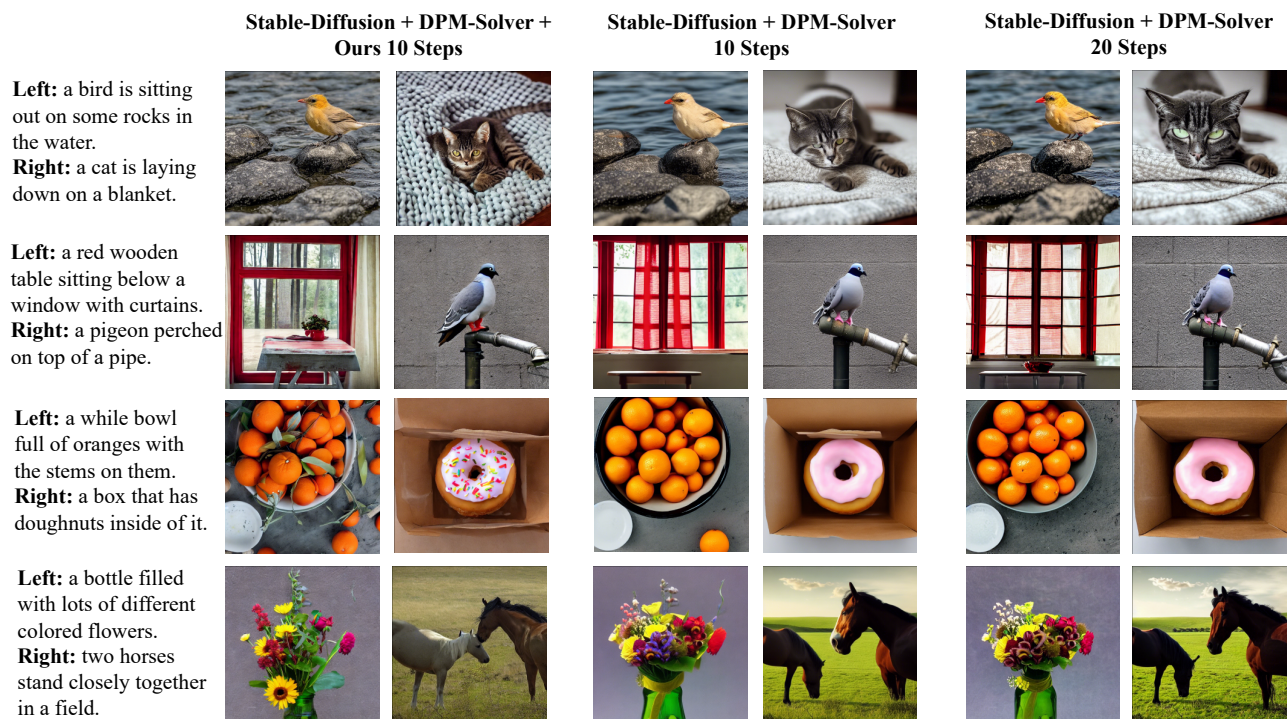 Stable-Diffusion + DPM-Solver +
Ours 10 Steps
Stable-Diffusion + DPM-Solver
10 Steps
Stable-Diffusion + DPM-Solver
20 Steps
Left: a bird is sitting
out on some rocks in
the water.
Right: a cat is laying
down on a blanket.
Left: a red wooden
table sitting below a
window with curtains.
Right: a pigeon perched
on top of a pipe.
Left: a while bowl
full of oranges with
the stems on them.
Right: a box that has
doughnuts inside of it.
Left: a bottle filled
with lots of different
colored flowers.
Right: two horses
stand closely together
in a field.